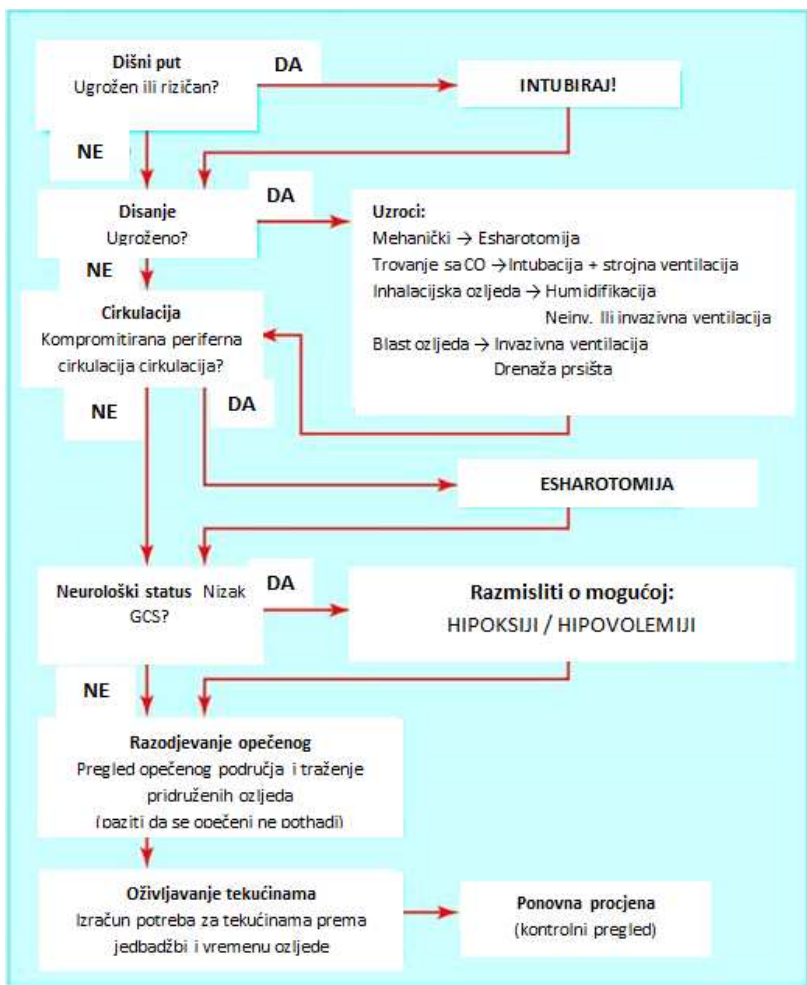 Dišni put
Ugrožen ili rizičan?
DA
INTUBIRAJ!
NE
Disanje
Ugroženo?
DA
Uzroci:
Mehanički → Esharotomija
Trovanje sa CO → Intubacija + strojna ventilacija
Inhalacijska ozljeda → Humidifikacija
Neinv. Ili invazivna ventilacija
Blast ozljeda → Invazivna ventilacija
Drenaža prsišta
NE
Cirkulacija
Kompromitirana periferna
cirkulacija cirkulacija?
NE
DA
ESHAROTOMIJA
Neurološki status Nizak
GCS?
DA
Razmisliti o mogućoj:
HIPOKSIJI / HIPOVOLEMIJI
NE
Razodjevanje opečenog
Pregled opečenog područja i traženje
pridruženih ozljeda
(paziti da se opečeni ne pothadi)
Oživljavanje tekućinama
Izračun potreba za tekućinama prema
jedbadžbi i vremenu ozljede
Ponovna procjena
(kontrolni pregled)